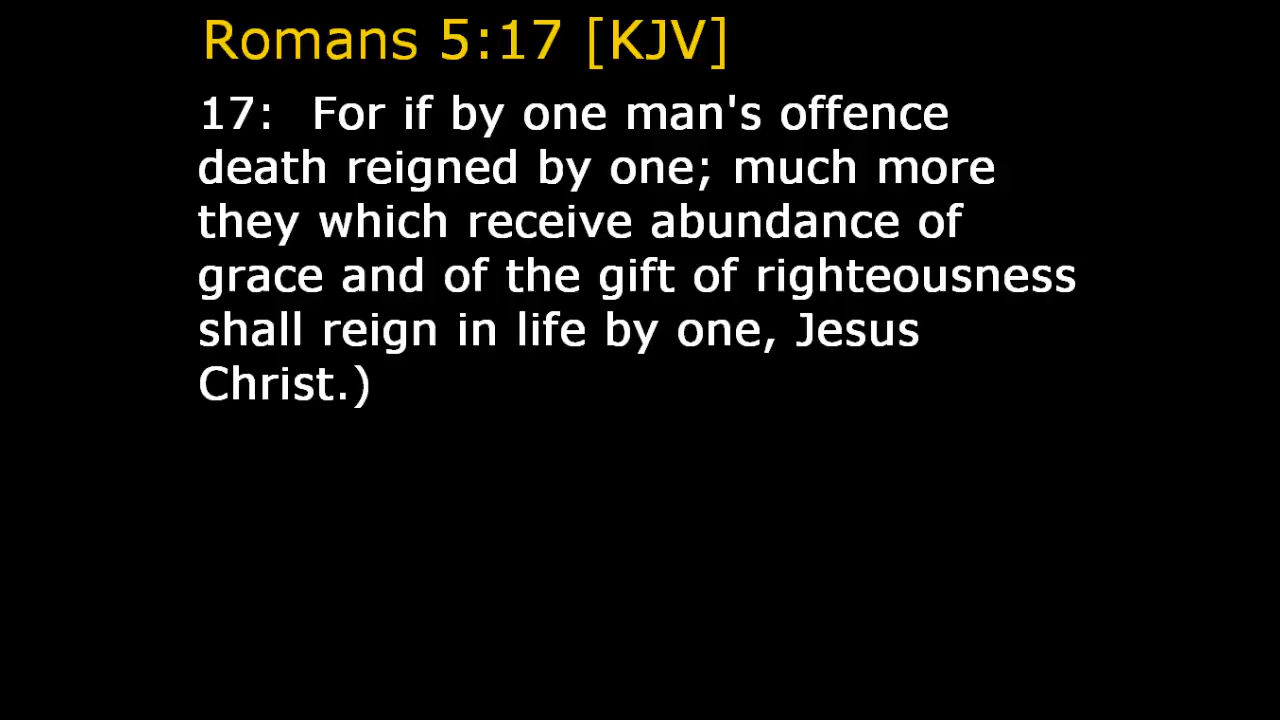 Romans 5:17 [KJV]
17:  For if by one man's offence
death reigned by one; much more
they which receive abundance of
grace and of the gift of righteousness
shall reign in life by one, Jesus
Christ.)